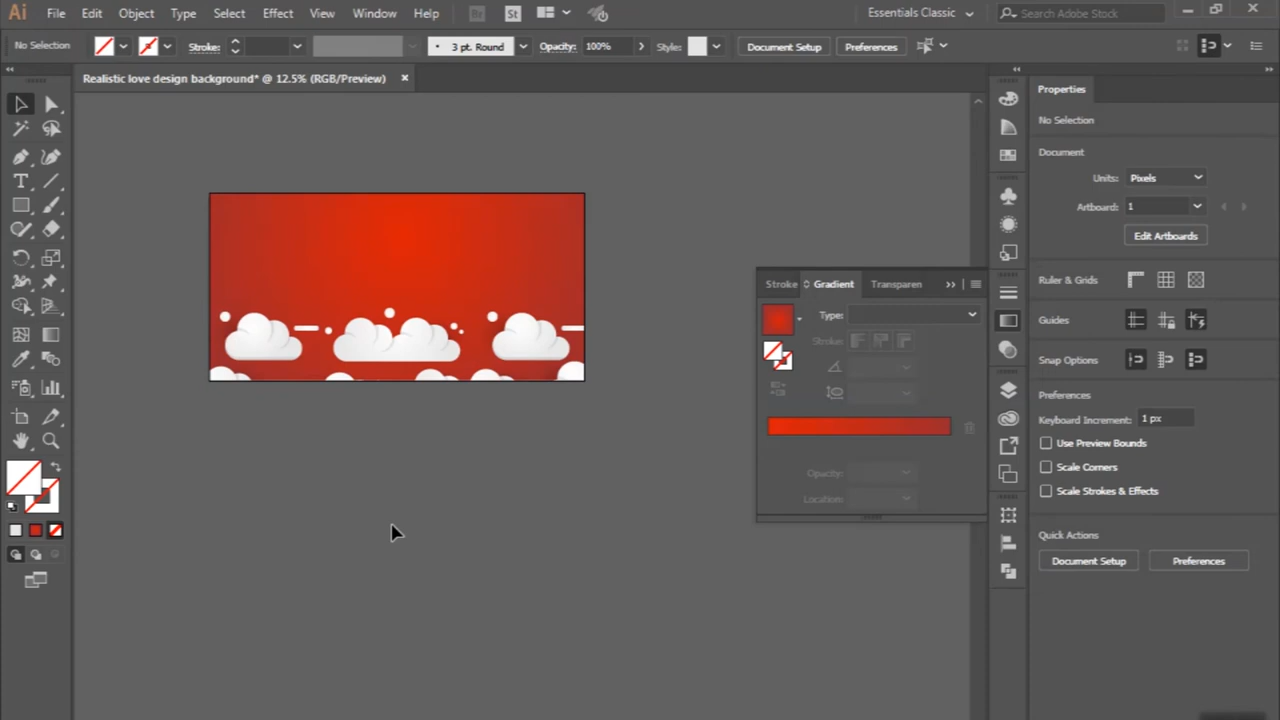 Ai File Edit Object Type Select Effect View Window Help Br St Essentials Classic Search Adobe Stock
No Selection Stroke: 3 pt. Round Opacity: 100% Style: Document Setup Preferences
Realistic love design background* @ 12.5% (RGB/Preview)
Properties
No Selection
Document
Units: Pixels
Artboard: 1
Edit Artboards
Ruler & Grids
Guides
Snap Options
Preferences
Keyboard Increment: 1 px
Use Preview Bounds
Scale Corners
Scale Strokes & Effects
Quick Actions
Document Setup Preferences
Stroke Gradient Transparen
Type:
Stroke:
Opacity:
Location: